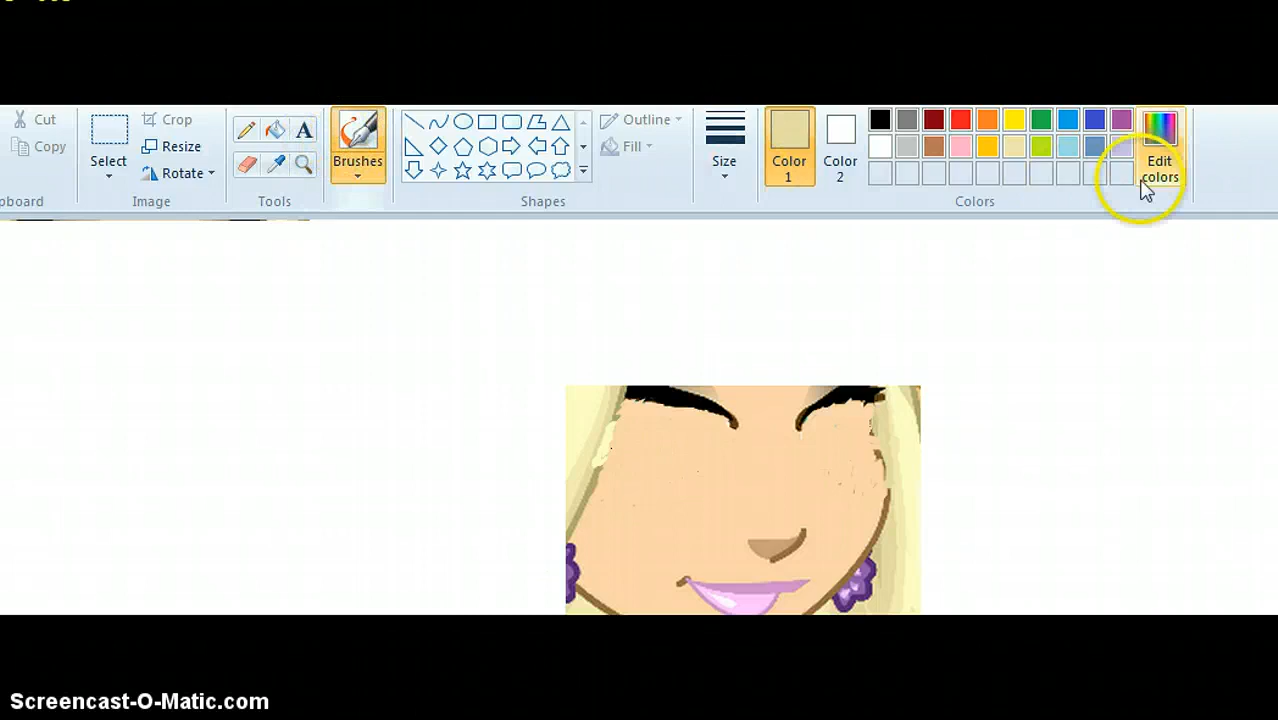 Cut
Copy
pboard
Select
Crop
Resize
Rotate
Image
A
Tools
Brushes
Outline
Fill
Shapes
Size
Color
1
Color
2
Edit
colors
Colors
Screencast-O-Matic.com